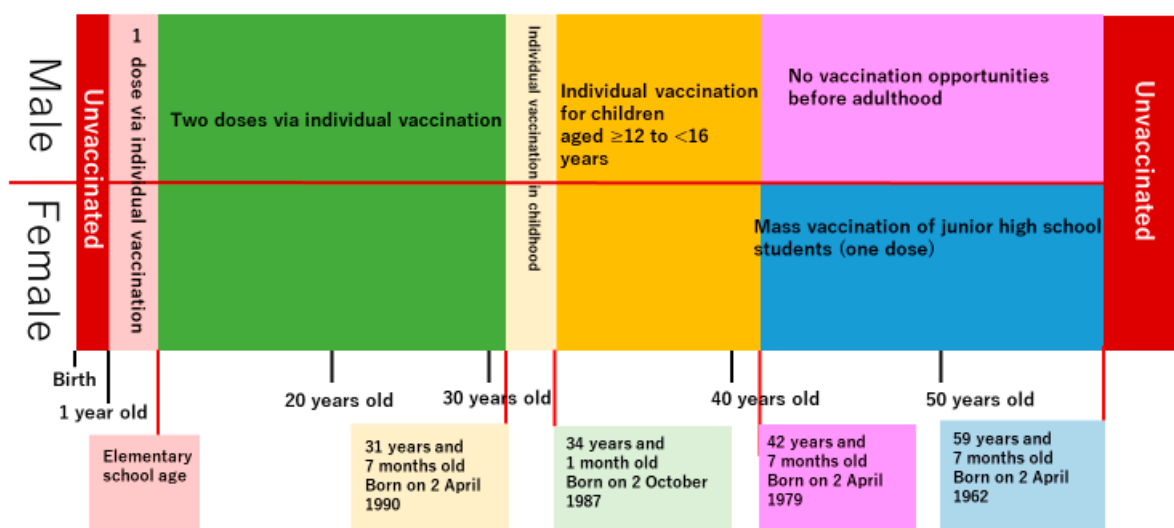 Male
Female
Unvaccinated
1 dose via individual vaccination
Two doses via individual vaccination
Individual vaccination in childhood
Individual vaccination
for children
aged ≥12 to <16
years
No vaccination opportunities
before adulthood
Mass vaccination of junior high school
students (one dose)
Unvaccinated
Birth
1 year old
20 years old
30 years old
40 years old
50 years old
Elementary
school age
31 years and
7 months old
Born on 2 April
1990
34 years and
1 month old
Born on 2 October
1987
42 years and
7 months old
Born on 2 April
1979
59 years and
7 months old
Born on 2 April
1962